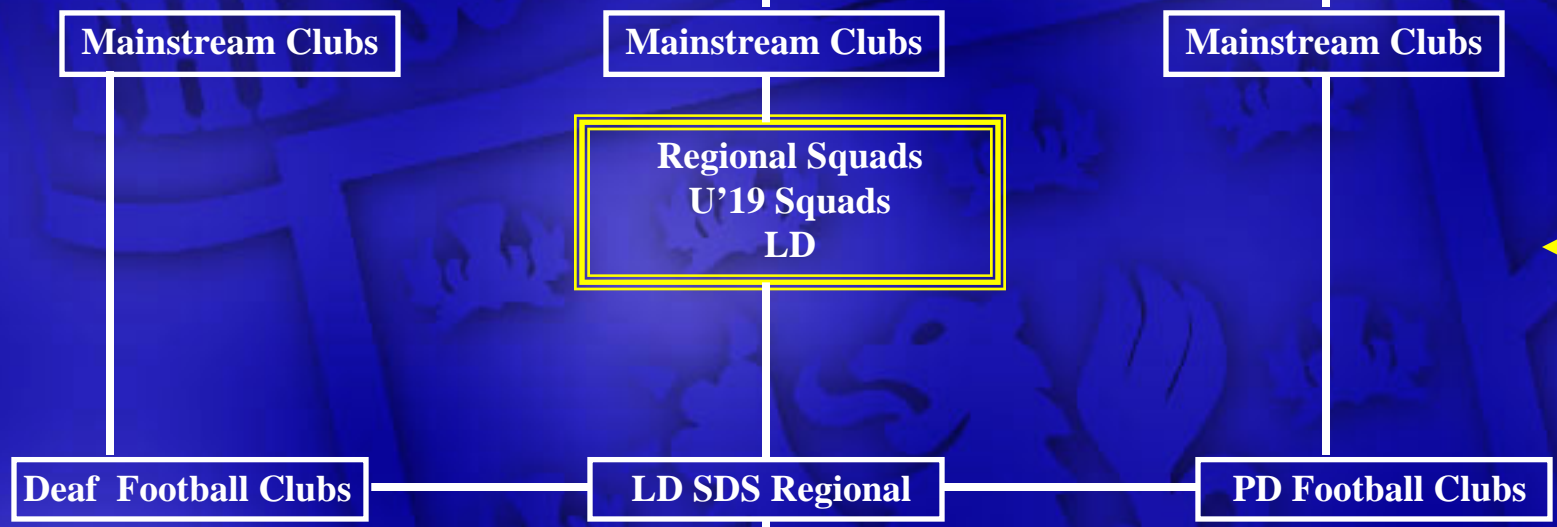 Mainstream Clubs
Mainstream Clubs
Mainstream Clubs
Regional Squads
U'19 Squads
LD
Deaf Football Clubs
LD SDS Regional
PD Football Clubs